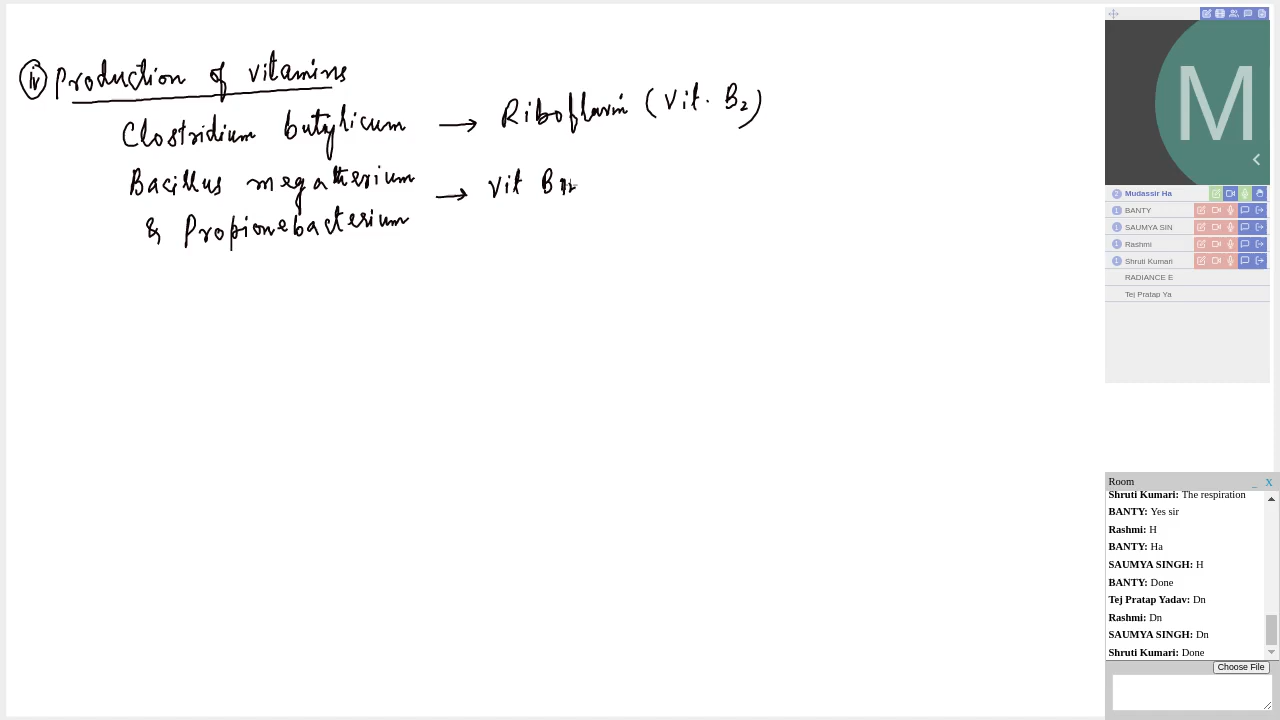 (iv) Production of vitamins
Clostridium butylicum → Riboflavin (Vit. B2)
Bacillus megatherium
& Propionebacterium → Vit B12
M
Mudassir Ha
BANTY
SAUMYA SIN
Rashmi
Shruti Kumari
RADIANCE E
Tej Pratap Ya
Room _ X
Shruti Kumari: The respiration
BANTY: Yes sir
Rashmi: H
BANTY: Ha
SAUMYA SINGH: H
BANTY: Done
Tej Pratap Yadav: Dn
Rashmi: Dn
SAUMYA SINGH: Dn
Shruti Kumari: Done
Choose File